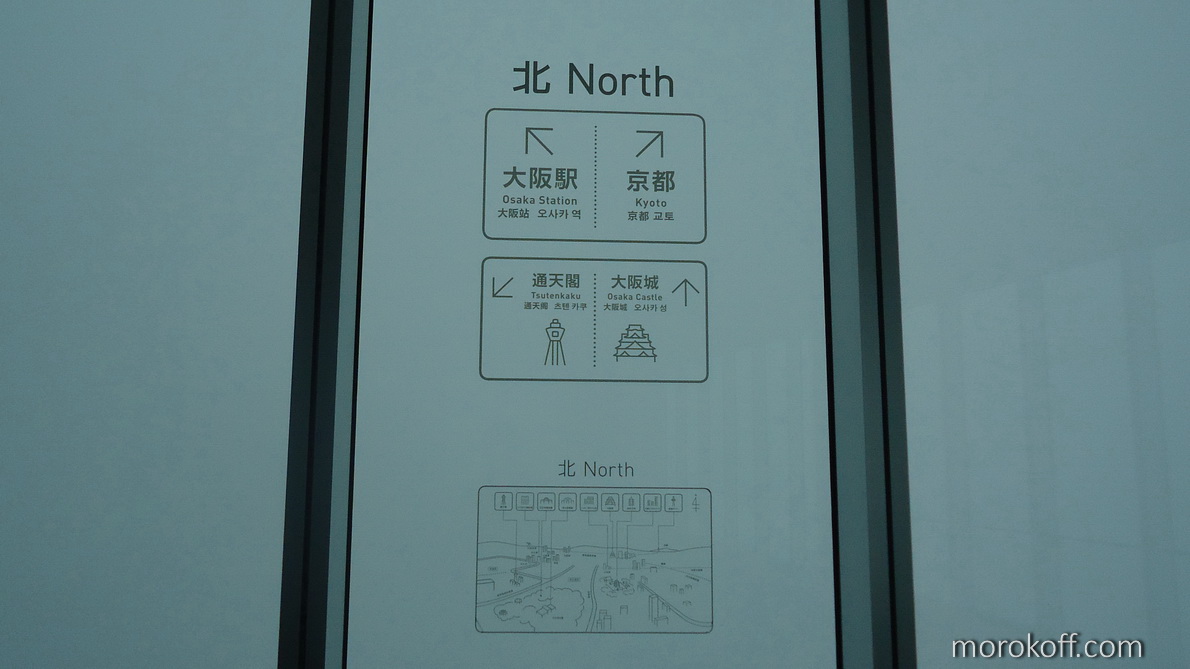 北 North
大阪駅
Osaka Station
大阪站 오사카 역
京都
Kyoto
京都 교토
通天閣
Tsutenkaku
通天阁 츠텐카쿠
大阪城
Osaka Castle
大阪城 오사카 성
北 North
morokoff.com